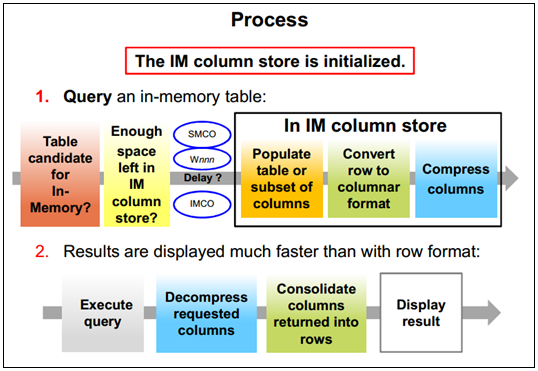 Process
The IM column store is initialized.
1. Query an in-memory table:
Table
candidate
for
In-
Memory?
Enough
space
left in
IM
column
store?
SMCO
Wnnn
Delay ?
IMCO
In IM column store
Populate
table or
subset of
columns
Convert
row to
columnar
format
Compress
columns
2. Results are displayed much faster than with row format:
Execute
query
Decompress
requested
columns
Consolidate
columns
returned into
rows
Display
result